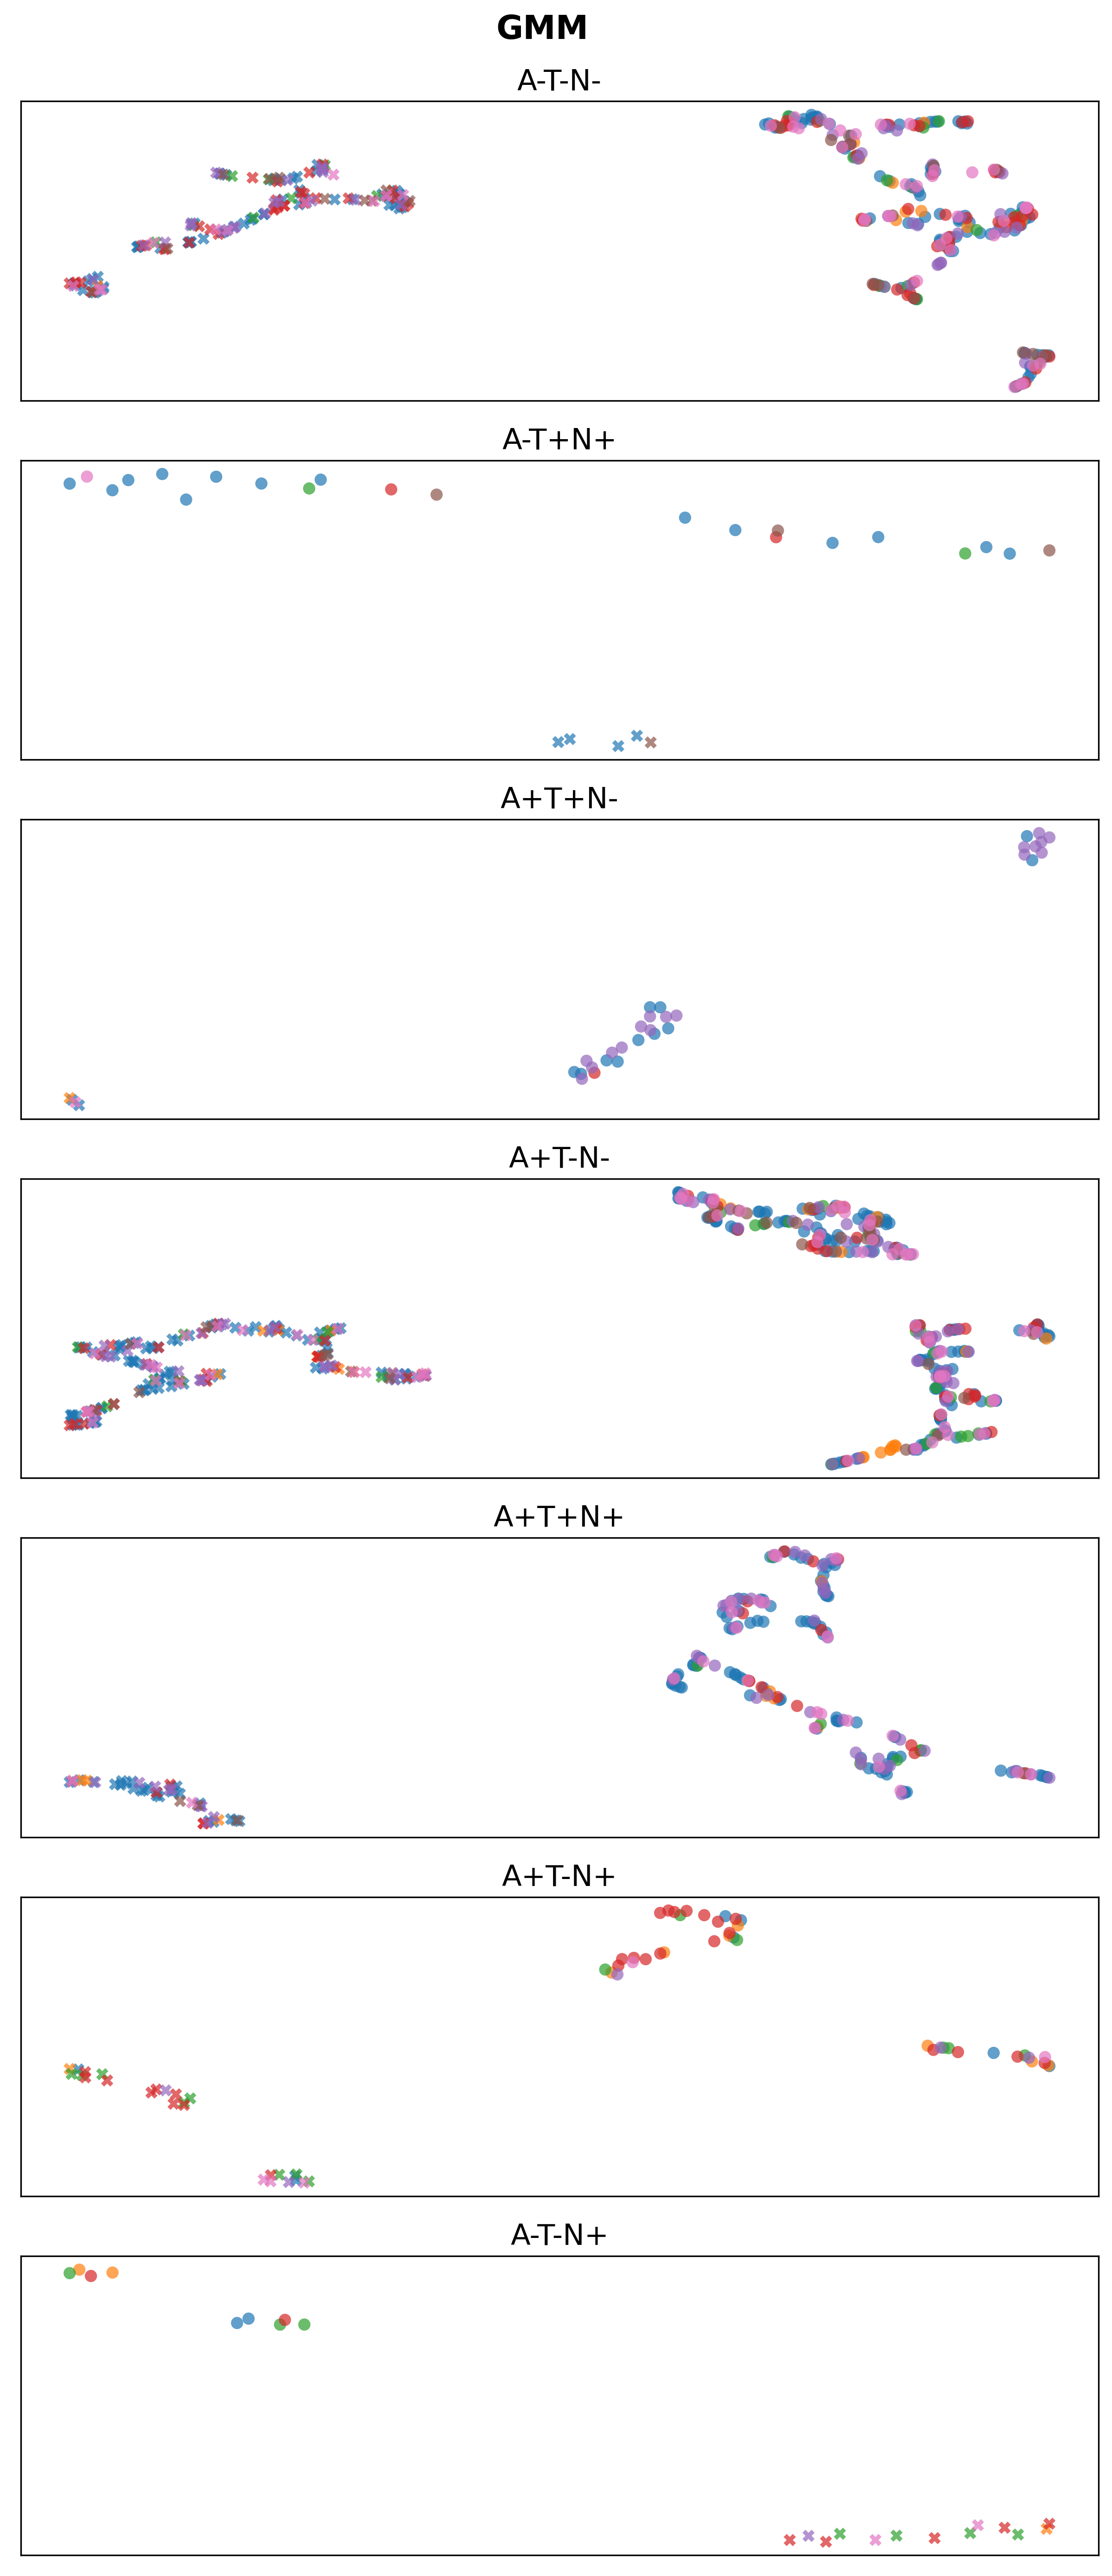 GMM
A-T-N-
A-T+N+
A+T+N-
A+T-N-
A+T+N+
A+T-N+
A-T-N+